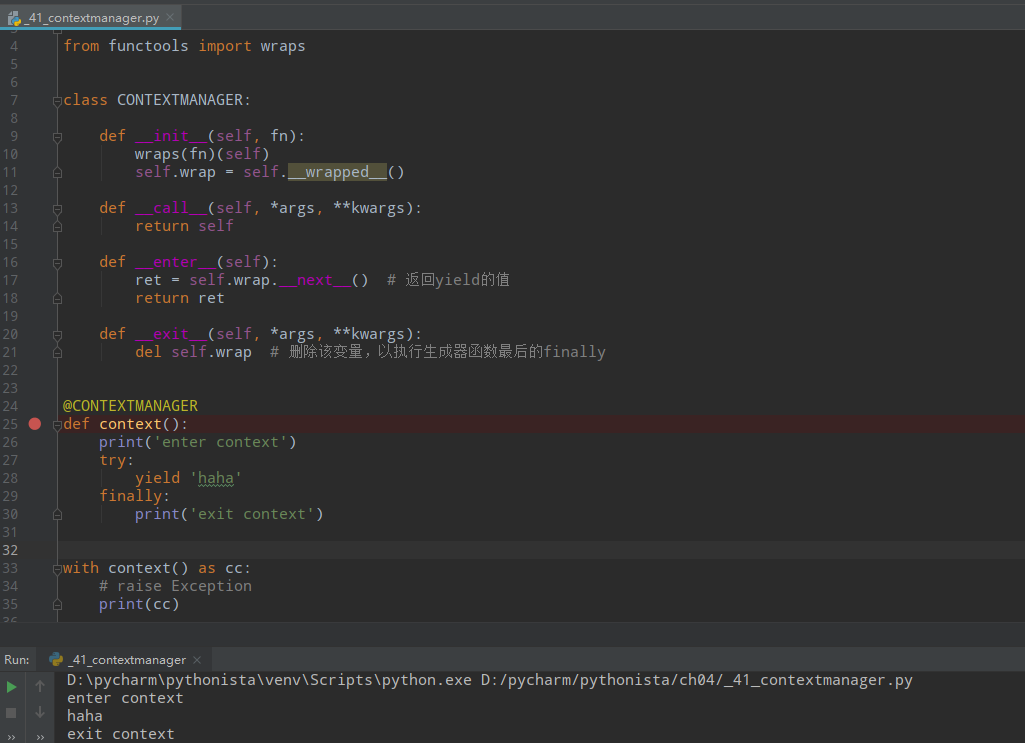 _41_contextmanager.py
4 from functools import wraps
5
6
7 class CONTEXTMANAGER:
8
9     def __init__(self, fn):
10         wraps(fn)(self)
11         self.wrap = self.__wrapped__()
12
13     def __call__(self, *args, **kwargs):
14         return self
15
16     def __enter__(self):
17         ret = self.wrap.__next__()  # 返回yield的值
18         return ret
19
20     def __exit__(self, *args, **kwargs):
21         del self.wrap  # 删除该变量，以执行生成器函数最后的finally
22
23
24 @CONTEXTMANAGER
25 def context():
26     print('enter context')
27     try:
28         yield 'haha'
29     finally:
30         print('exit context')
31
32
33 with context() as cc:
34     # raise Exception
35     print(cc)
Run: _41_contextmanager
D:\pycharm\pythonista\venv\Scripts\python.exe D:/pycharm/pythonista/ch04/_41_contextmanager.py
enter context
haha
exit context